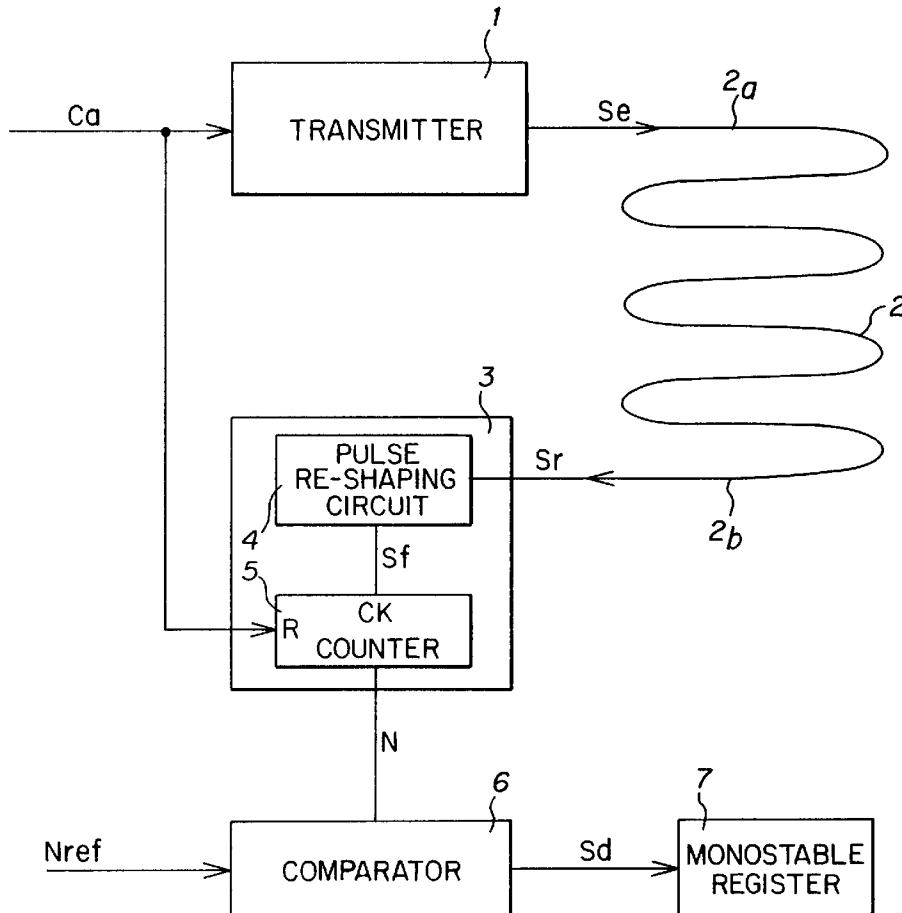 1
Ca
TRANSMITTER
Se
2a
2
3
PULSE
RE-SHAPING
CIRCUIT
Sr
4
2b
Sf
5
CK
R
COUNTER
N
6
7
Nref
COMPARATOR
Sd
MONOSTABLE
REGISTER